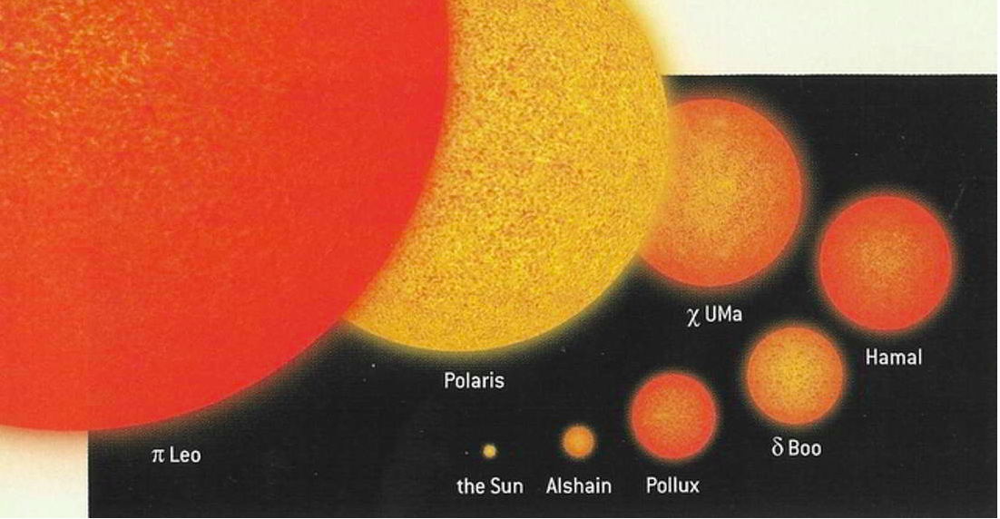 χ UMa
Hamal
Polaris
π Leo
δ Boo
the Sun
Alshain
Pollux